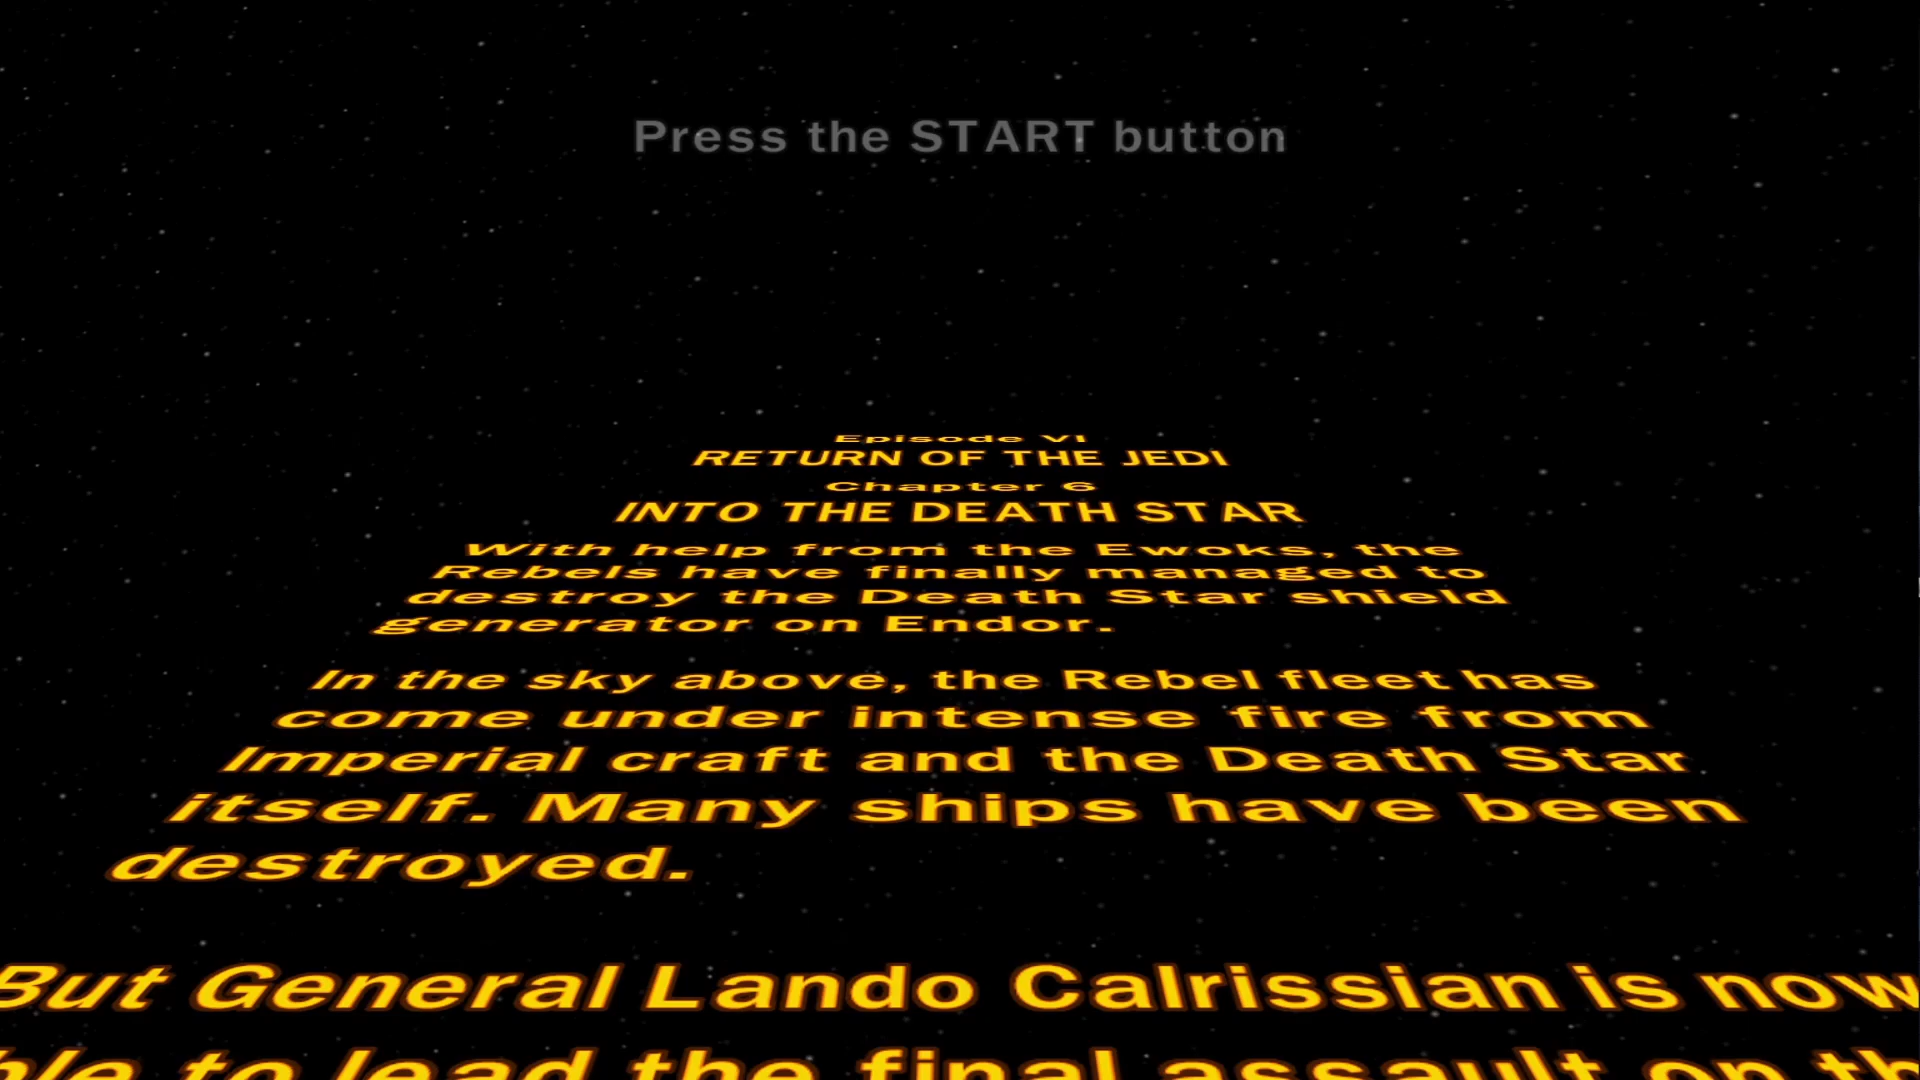 Press the START button
Episode VI
RETURN OF THE JEDI
Chapter 6
INTO THE DEATH STAR
With help from the Ewoks, the
Rebels have finally managed to
destroy the Death Star shield
generator on Endor.
In the sky above, the Rebel fleet has
come under intense fire from
Imperial craft and the Death Star
itself. Many ships have been
destroyed.
But General Lando Calrissian is now
to lead the final assault on